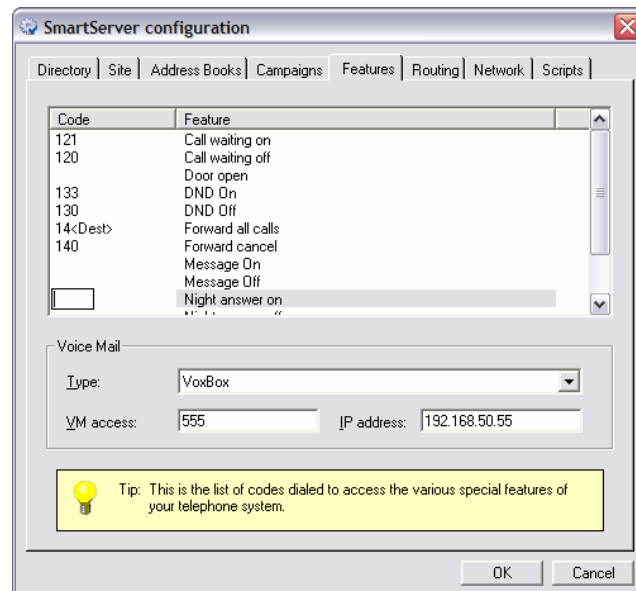 SmartServer configuration
Directory Site Address Books Campaigns Features Routing Network Scripts
Code Feature
121 Call waiting on
120 Call waiting off
Door open
133 DND On
130 DND Off
14<Dest> Forward all calls
140 Forward cancel
Message On
Message Off
Night answer on
Voice Mail
Type: VoxBox
VM access: 555 IP address: 192.168.50.55
Tip: This is the list of codes dialed to access the various special features of
your telephone system.
OK Cancel